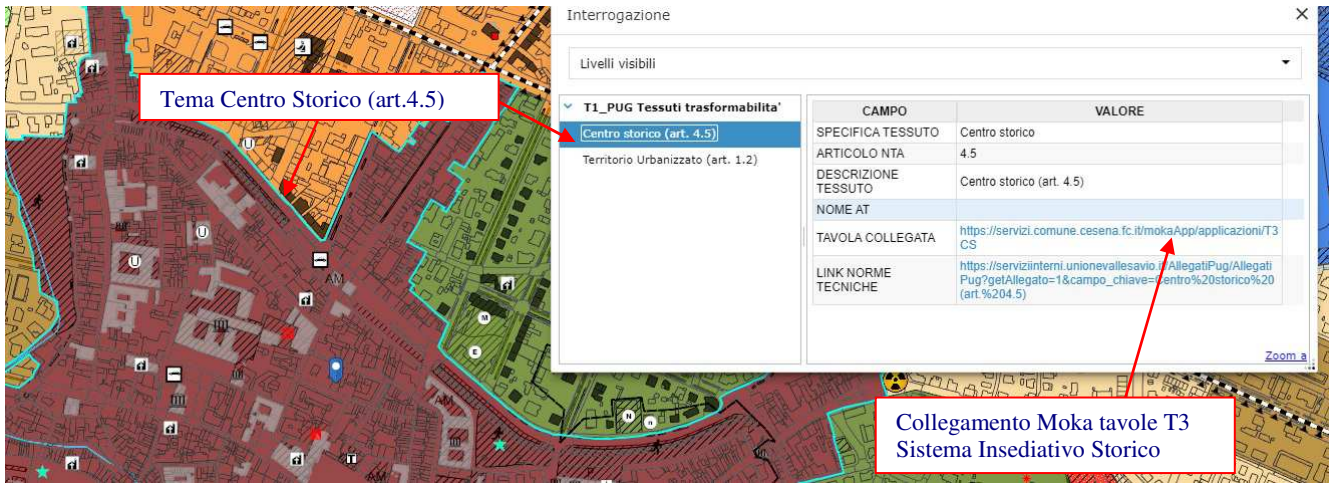 Interrogazione
Livelli visibili
Tema Centro Storico (art.4.5)
T1_PUG Tessuti trasformabilita'
Centro storico (art. 4.5)
Territorio Urbanizzato (art. 1.2)
CAMPO VALORE
SPECIFICA TESSUTO Centro storico
ARTICOLO NTA 4.5
DESCRIZIONE
TESSUTO Centro storico (art. 4.5)
NOME AT
TAVOLA COLLEGATA https://servizi.comune.cesena.fc.it/mokaApp/applicazioni/T3
CS
LINK NORME
TECNICHE https://serviziinterni.unionevallesavio.it/AllegatiPug/Allegati
Pug?getAllegato=1&campo_chiave=Centro%20storico%20
(art.%204.5)
Zoom a
Collegamento Moka tavole T3
Sistema Insediativo Storico
U
U
AM
M
E
N
n
AM
AM